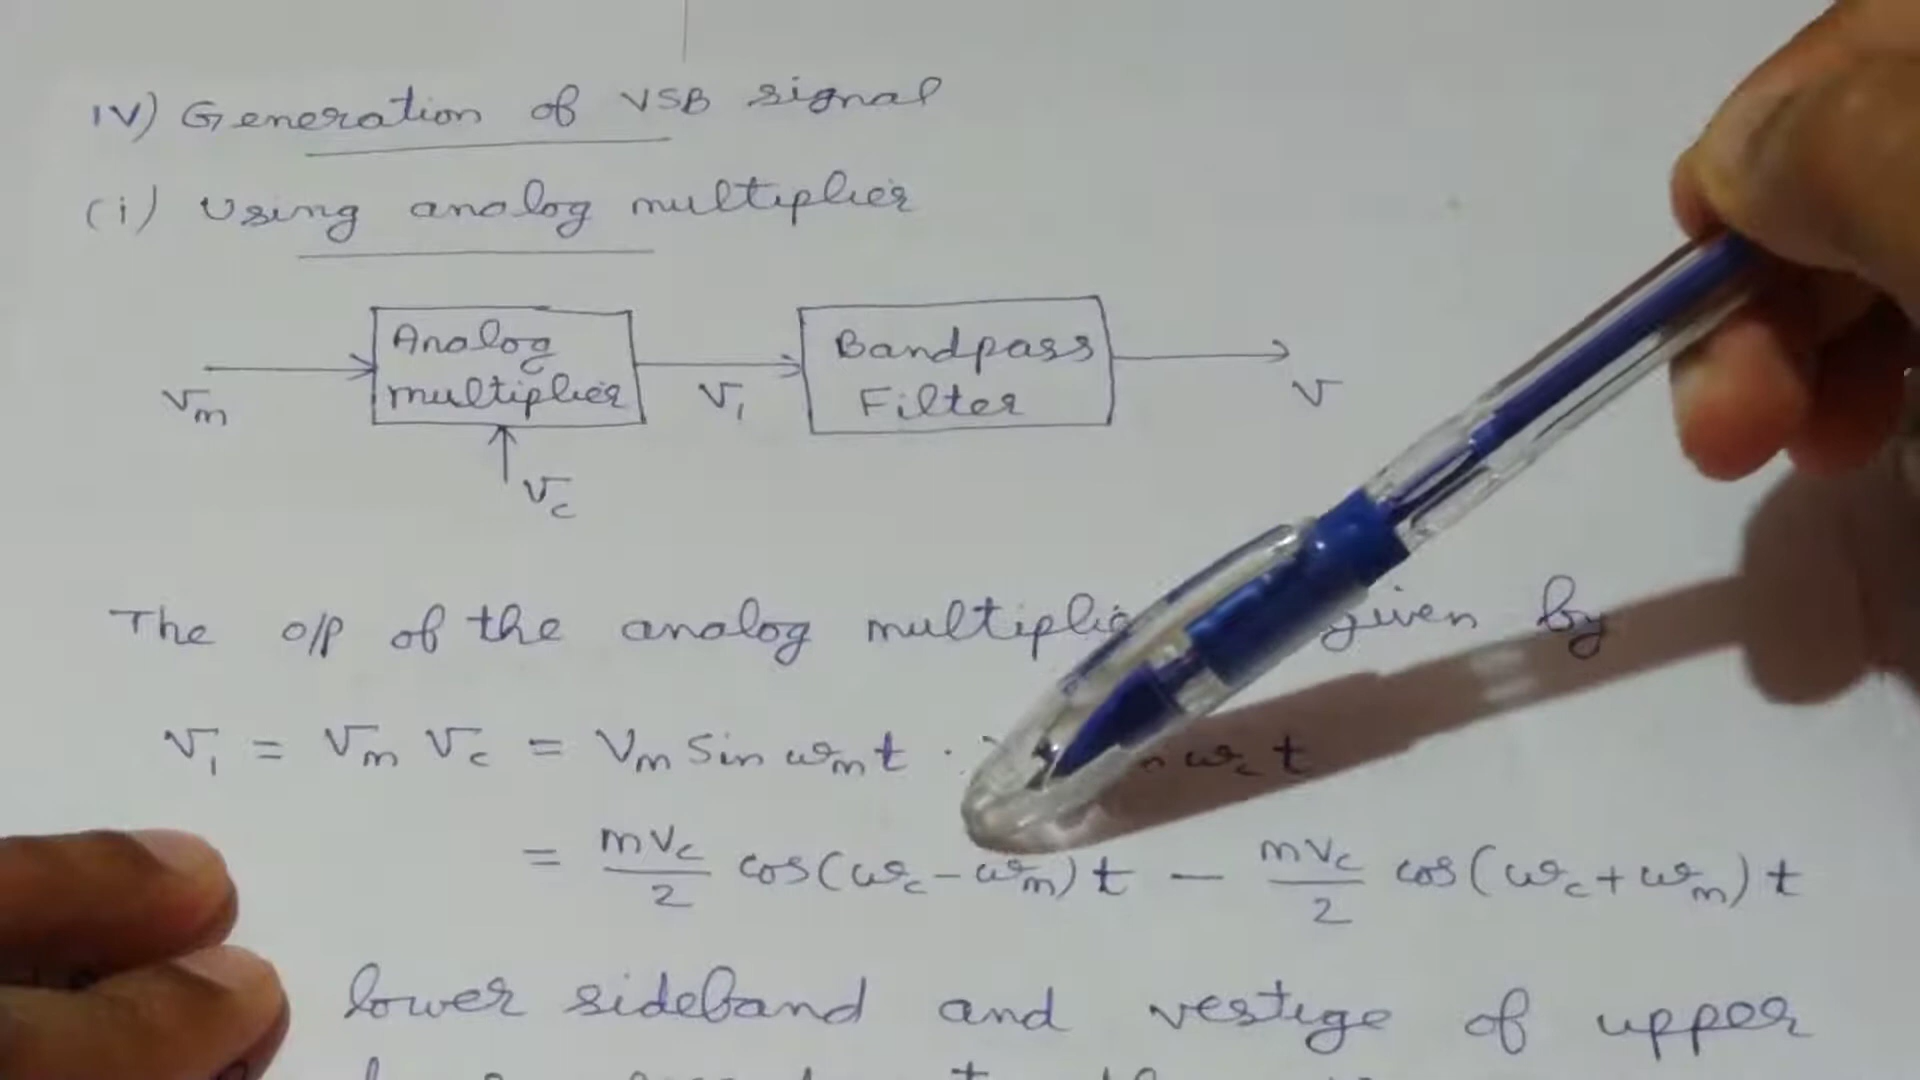 IV) Generation of VSB signal
(i) Using analog multiplier
Analog
multiplier
Bandpass
Filter
Vm
V1
V
Vc
The o/p of the analog given by
V1 = Vm Vc = Vm Sin ωmt . ωc t
= mVc/2 cos(ωc-ωm)t - mVc/2 cos(ωc+ωm)t
lower sideband and vestige of upper